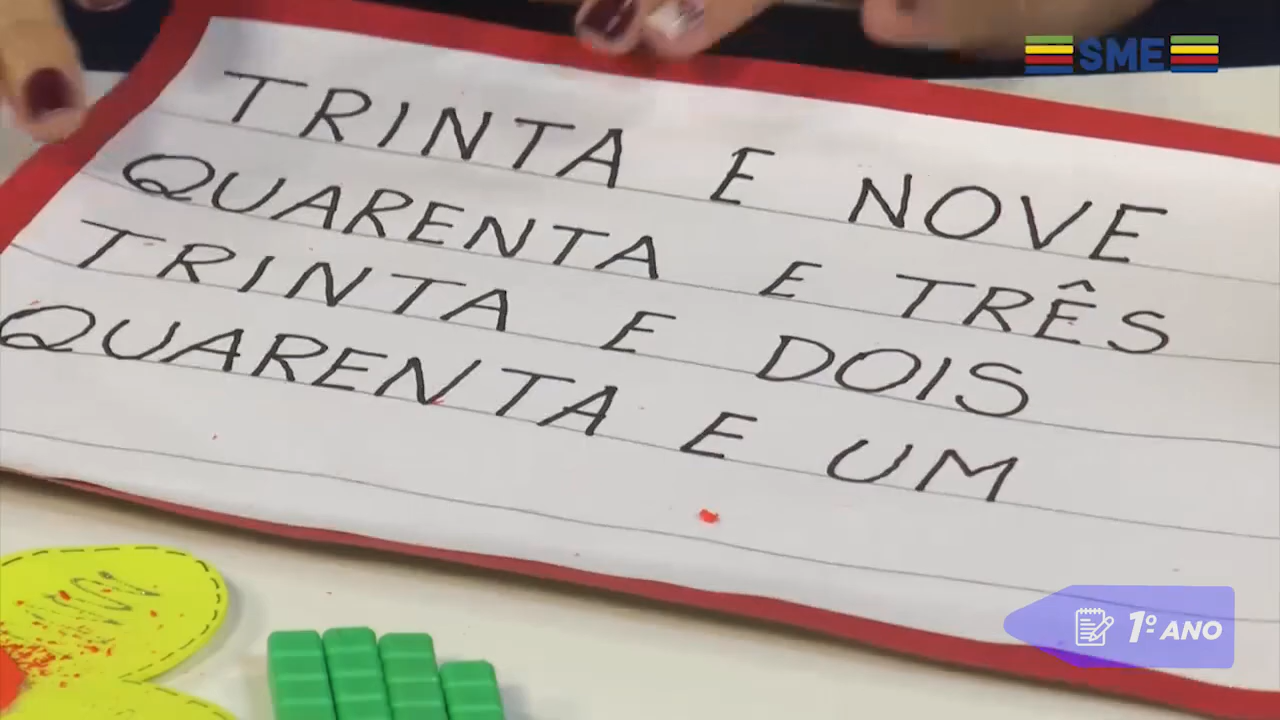 SME
TRINTA E NOVE
QUARENTA E TRÊS
TRINTA E DOIS
QUARENTA E UM
1º ANO